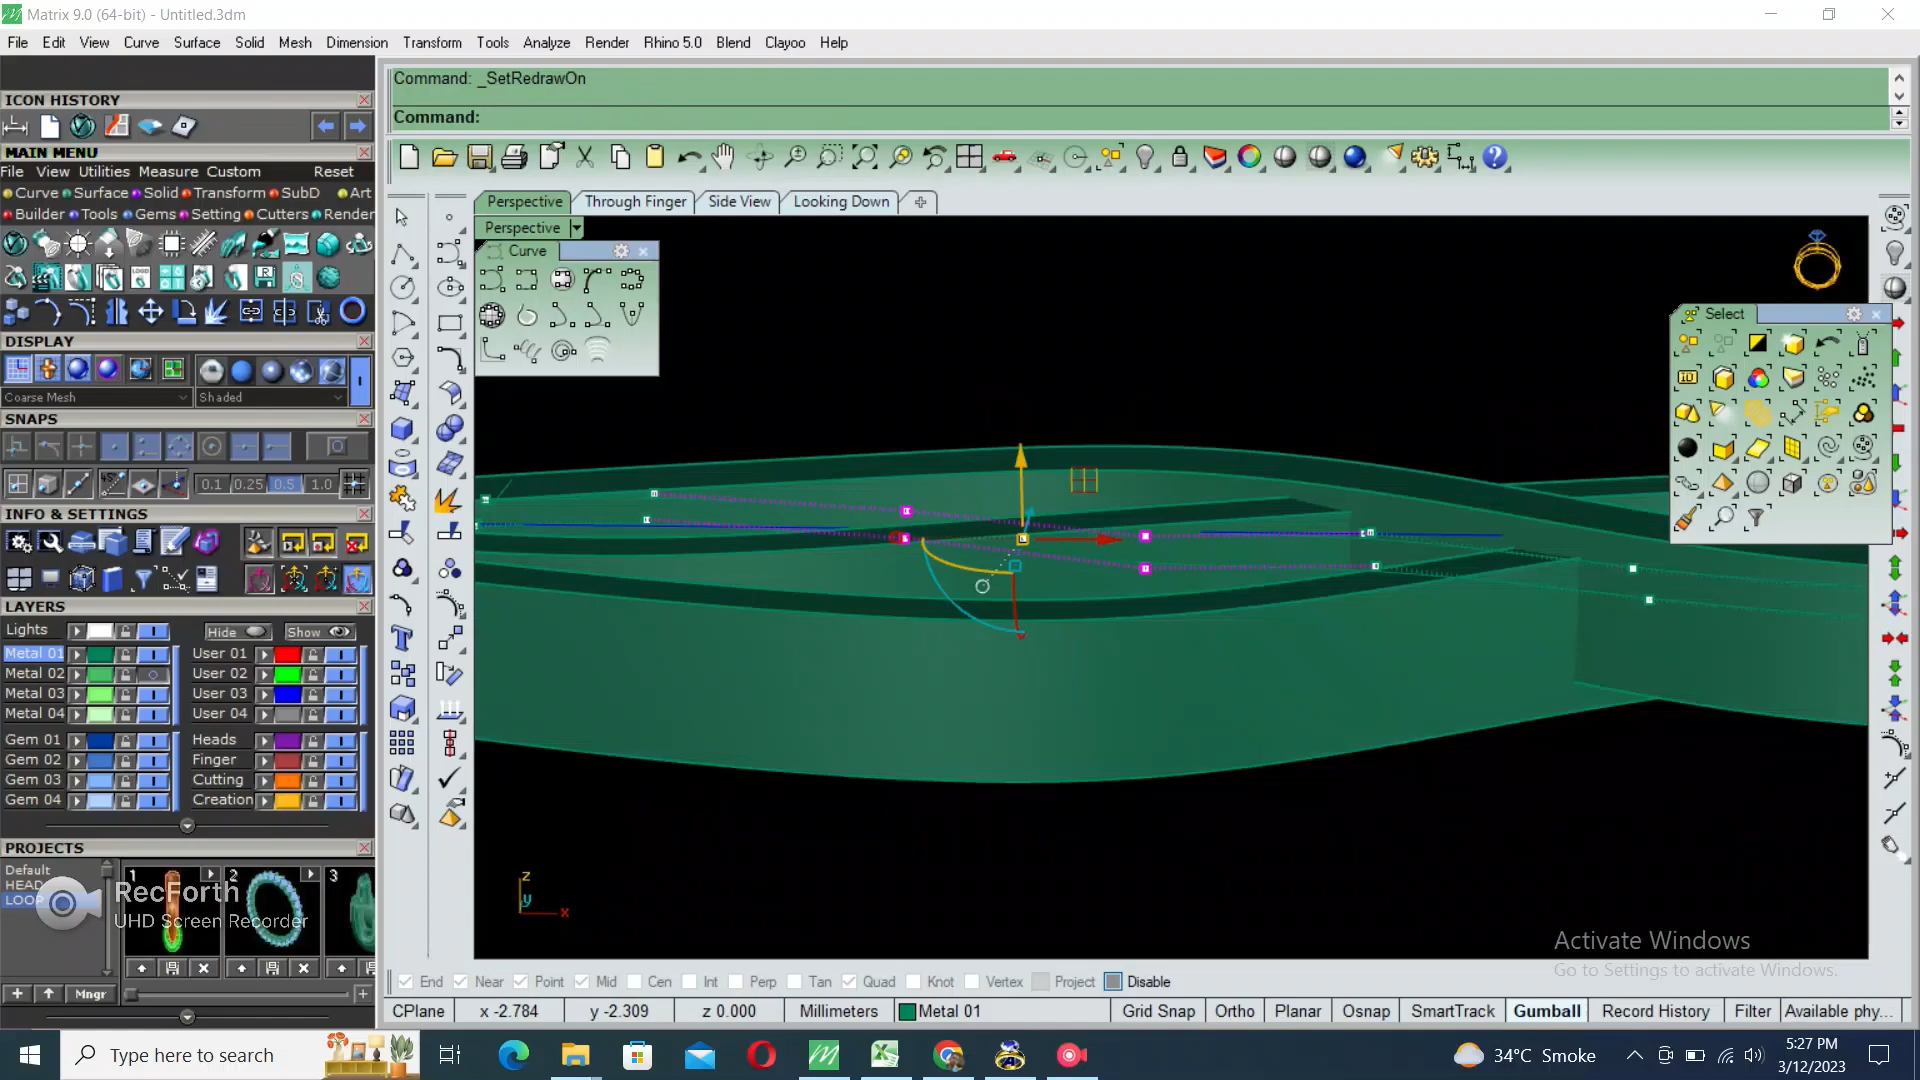 Matrix 9.0 (64-bit) - Untitled.3dm
File Edit View Curve Surface Solid Mesh Dimension Transform Tools Analyze Render Rhino 5.0 Blend Clayoo Help
Command: _SetRedrawOn
Command:
ICON HISTORY
MAIN MENU
File View Utilities Measure Custom Reset
Curve Surface Solid Transform SubD Art
Builder Tools Gems Setting Cutters Render
DISPLAY
Coarse Mesh Shaded
SNAPS
0.1 0.25 0.5 1.0
INFO & SETTINGS
LAYERS
Lights Hide Show
Metal 01 User 01
Metal 02 User 02
Metal 03 User 03
Metal 04 User 04
Gem 01 Heads
Gem 02 Finger
Gem 03 Cutting
Gem 04 Creation
PROJECTS
Default
HEAD
LOOP
1 2 3
Mngr
RecForth
UHD Screen Recorder
Perspective Through Finger Side View Looking Down
Perspective
Curve
Select
ID
z
y
x
Activate Windows
Go to Settings to activate Windows.
End Near Point Mid Cen Int Perp Tan Quad Knot Vertex Project Disable
CPlane x -2.784 y -2.309 z 0.000 Millimeters Metal 01 Grid Snap Ortho Planar Osnap SmartTrack Gumball Record History Filter Available phy...
Type here to search
34°C Smoke
5:27 PM
3/12/2023